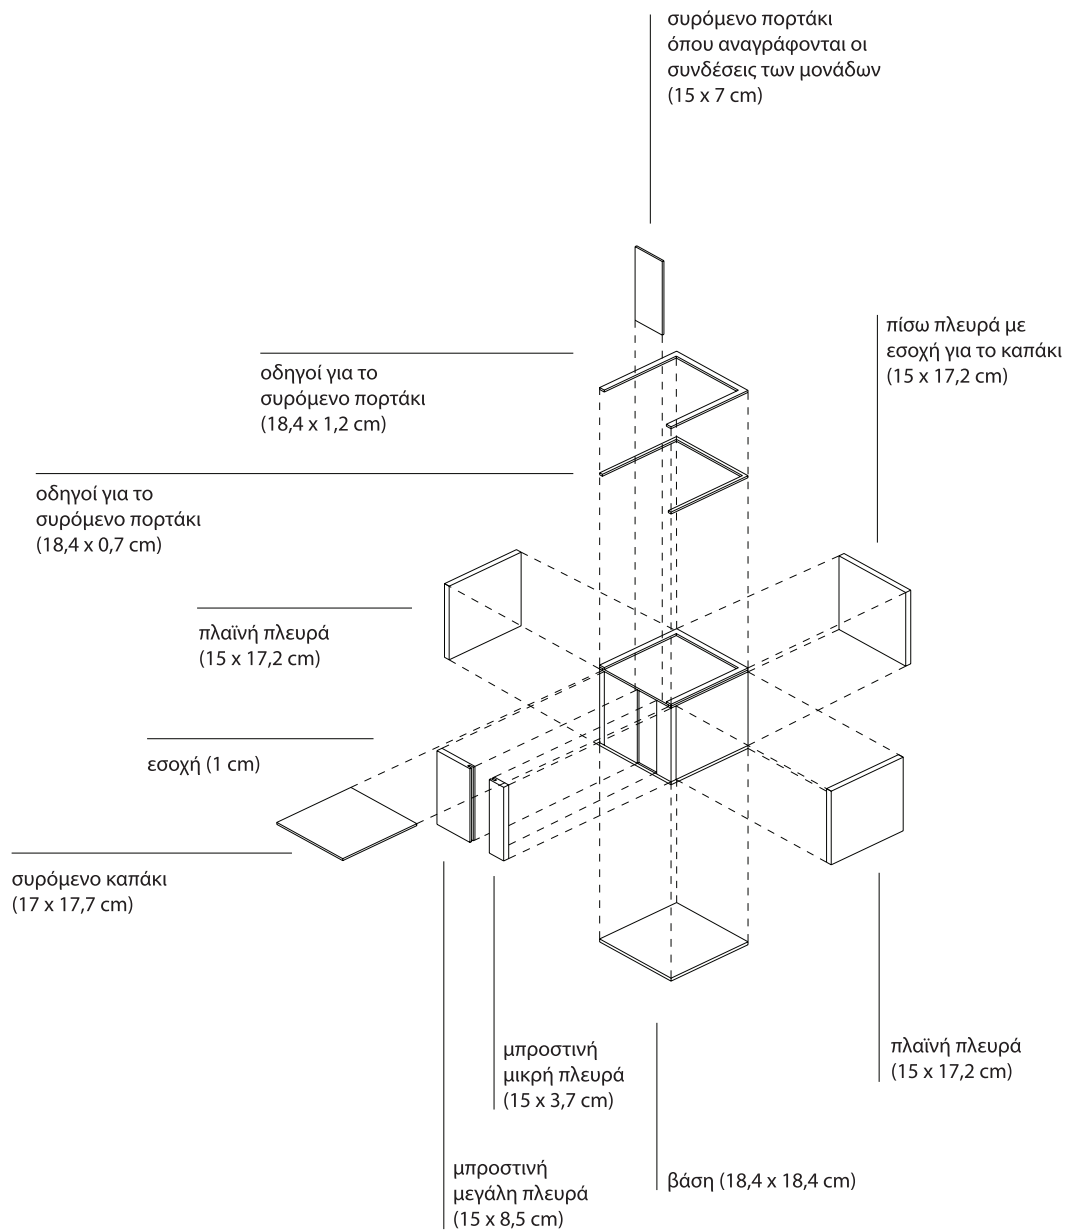 συρόμενο πορτάκι
όπου αναγράφονται οι
συνδέσεις των μονάδων
(15 x 7 cm)
πίσω πλευρά με
εσοχή για το καπάκι
(15 x 17,2 cm)
οδηγοί για το
συρόμενο πορτάκι
(18,4 x 1,2 cm)
οδηγοί για το
συρόμενο πορτάκι
(18,4 x 0,7 cm)
πλαϊνή πλευρά
(15 x 17,2 cm)
εσοχή (1 cm)
συρόμενο καπάκι
(17 x 17,7 cm)
μπροστινή
μικρή πλευρά
(15 x 3,7 cm)
πλαϊνή πλευρά
(15 x 17,2 cm)
μπροστινή
μεγάλη πλευρά
(15 x 8,5 cm)
βάση (18,4 x 18,4 cm)